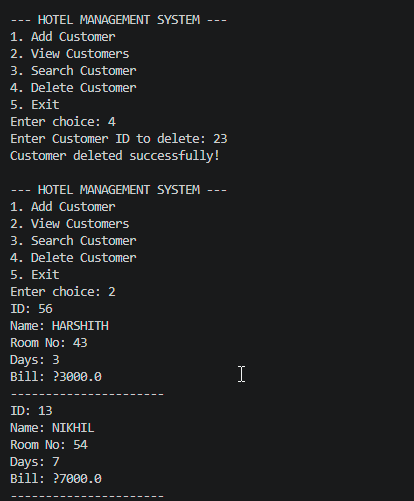 --- HOTEL MANAGEMENT SYSTEM ---
1. Add Customer
2. View Customers
3. Search Customer
4. Delete Customer
5. Exit
Enter choice: 4
Enter Customer ID to delete: 23
Customer deleted successfully!

--- HOTEL MANAGEMENT SYSTEM ---
1. Add Customer
2. View Customers
3. Search Customer
4. Delete Customer
5. Exit
Enter choice: 2
ID: 56
Name: HARSHITH
Room No: 43
Days: 3
Bill: ?3000.0
-----------------------
ID: 13
Name: NIKHIL
Room No: 54
Days: 7
Bill: ?7000.0
-----------------------